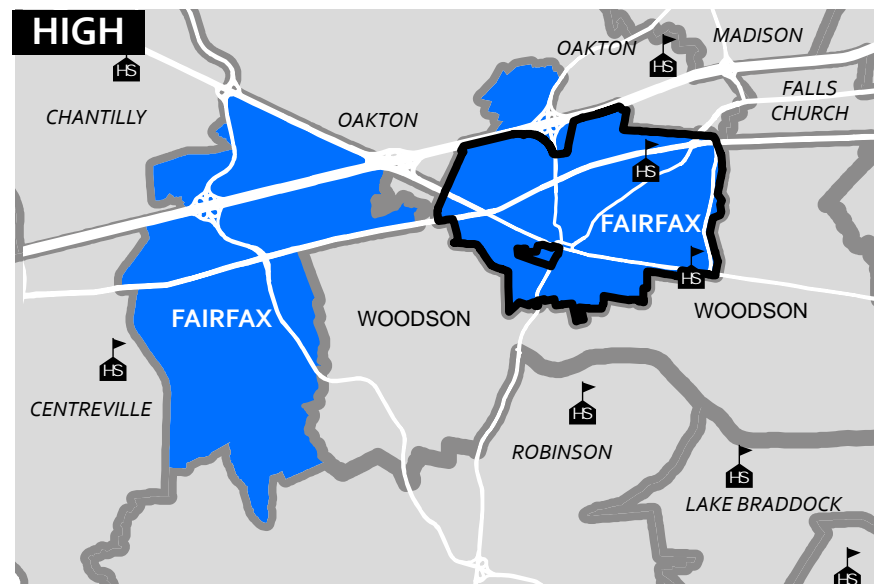 HIGH
OAKTON
MADISON
HS
HS
CHANTILLY
OAKTON
FALLS
CHURCH
HS
FAIRFAX
HS
FAIRFAX
WOODSON
WOODSON
HS
CENTREVILLE
HS
ROBINSON
HS
LAKE BRADDOCK
HS